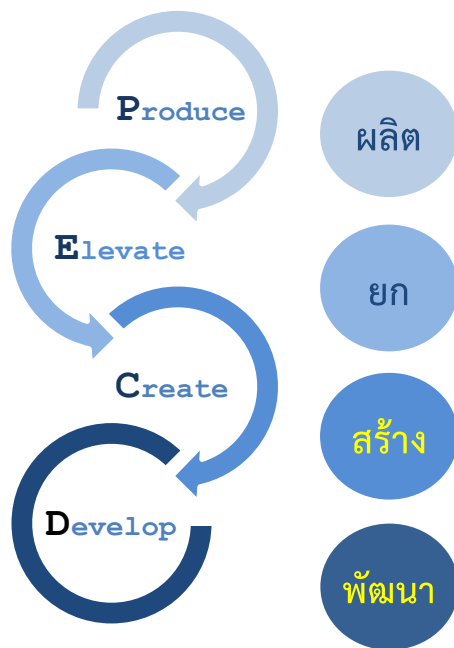 Produce
ผลิต
Elevate
ยก
Create
สร้าง
Develop
พัฒนา